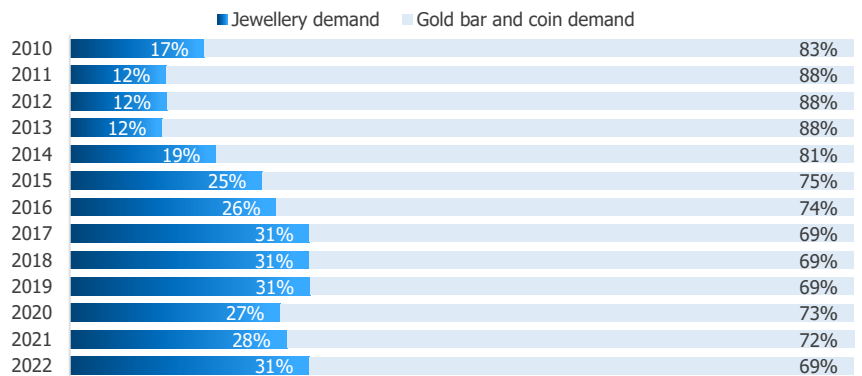 Jewellery demand Gold bar and coin demand
2010 17% 83%
2011 12% 88%
2012 12% 88%
2013 12% 88%
2014 19% 81%
2015 25% 75%
2016 26% 74%
2017 31% 69%
2018 31% 69%
2019 31% 69%
2020 27% 73%
2021 28% 72%
2022 31% 69%